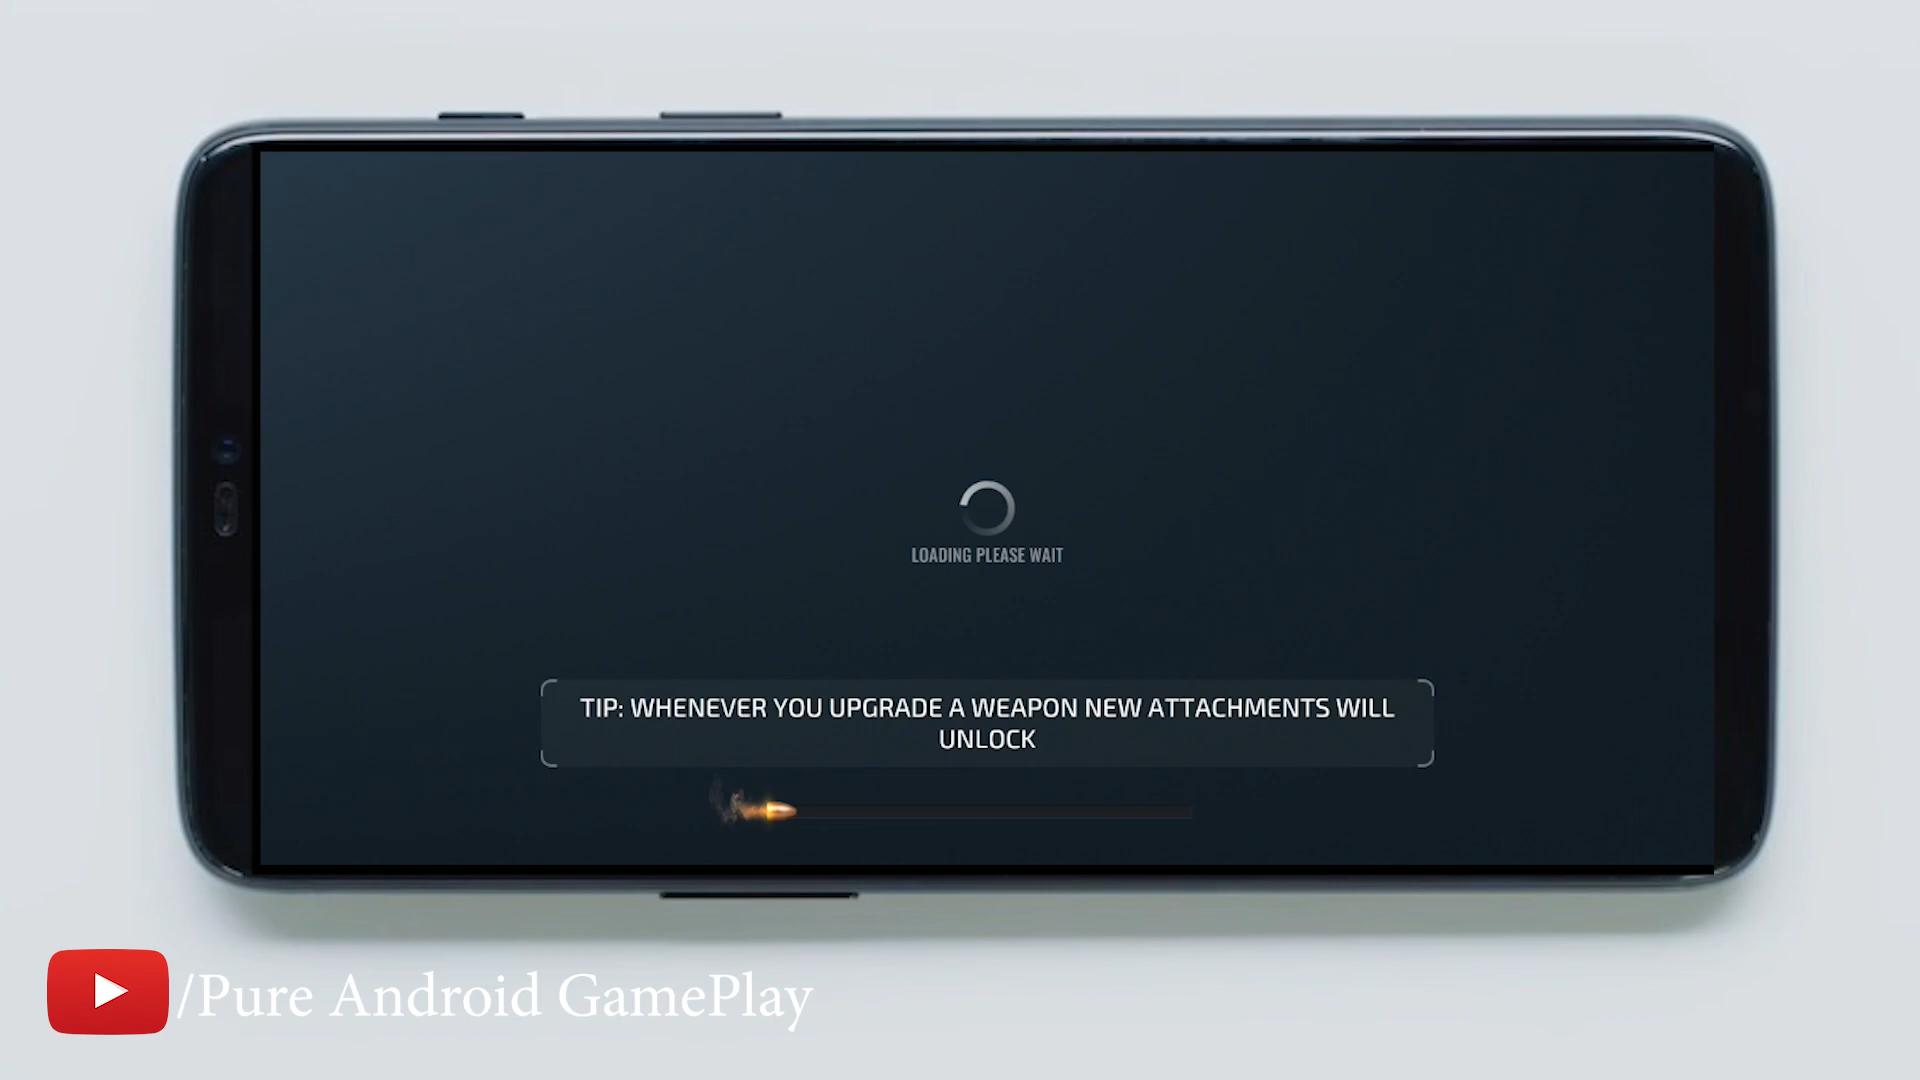 LOADING PLEASE WAIT
TIP: WHENEVER YOU UPGRADE A WEAPON NEW ATTACHMENTS WILL
UNLOCK
/Pure Android GamePlay